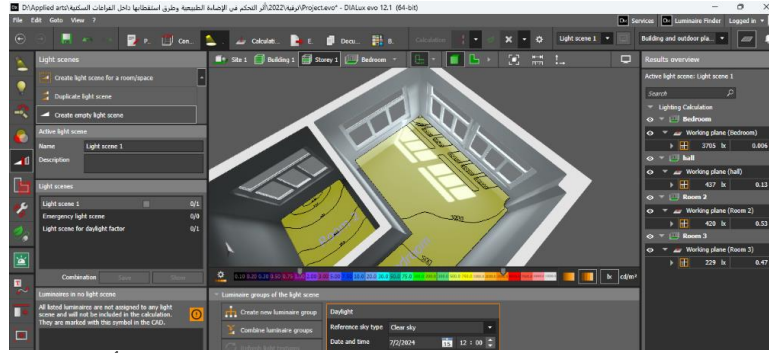 D:\Applied arts\ترقية\2022\أثر التحكم في الإضاءة الطبيعية وطرق استقطابها داخل الفراغات السكنية\Project.evo* - DIALux evo 12.1 (64-bit)
File Edit Goto View ?
Services Luminaire Finder Logged in
P... Con... Calculati... E. Docu... B. Calculation Light scene 1 Building and outdoor pla...
Light scenes
Site 1 Building 1 Storey 1 Bedroom
Results overview
Create light scene for a room/space
Duplicate light scene
Create empty light scene
Active light scene: Light scene 1
Search
Active light scene
Name Light scene 1
Description
Lighting Calculation
Bedroom
Working plane (Bedroom)
3705 lx 0.006
hall
Working plane (hall)
437 lx 0.13
Room 2
Working plane (Room 2)
420 lx 0.53
Room 3
Working plane (Room 3)
229 lx 0.47
Light scenes
Light scene 1 0/1
Emergency light scene 0/0
Light scene for daylight factor 0/1
Combination Save Show
lx cd/m²
Luminaires in no light scene
All listed luminaires are not assigned to any light
scene and will not be included in the calculation.
They are marked with this symbol in the CAD.
Luminaire groups of the light scene
Create new luminaire group
Combine luminaire groups
Daylight
Reference sky type Clear sky
Date and time 7/2/2024 15 12 : 00